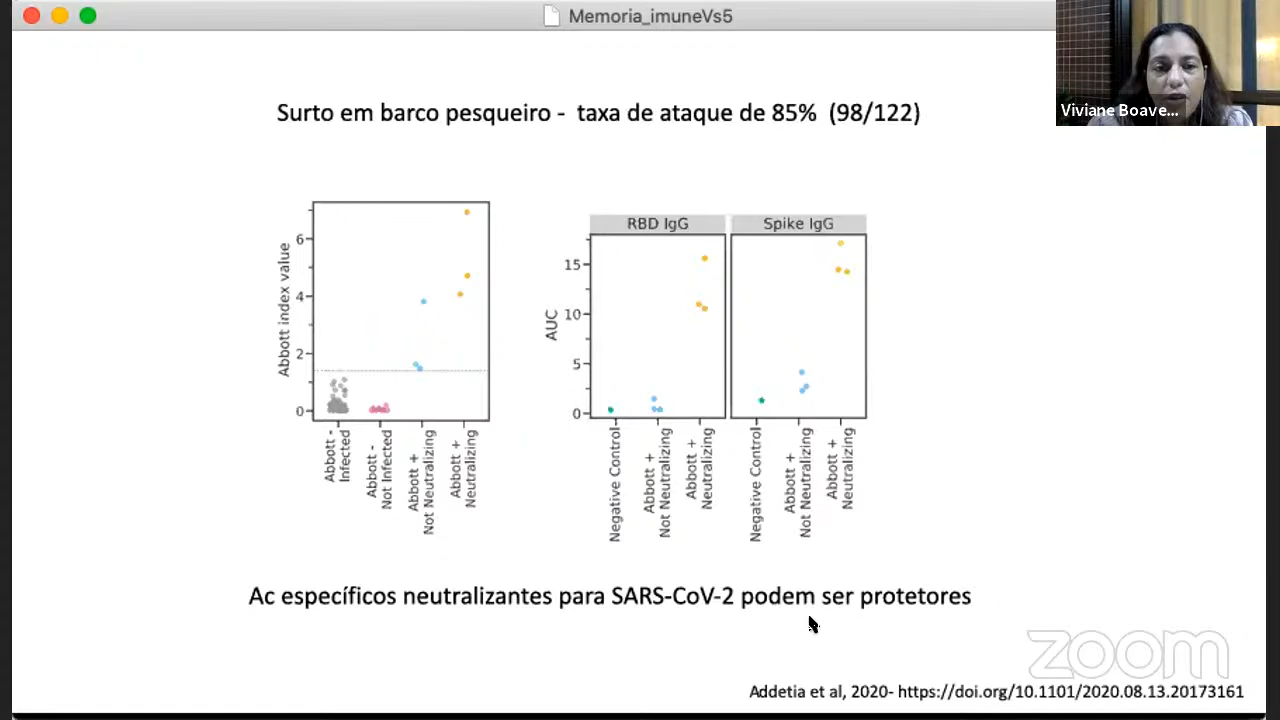 Memoria_imuneVs5
Viviane Boave...
Surto em barco pesqueiro - taxa de ataque de 85% (98/122)
Abbott index value
6
4
2
0
Abbott -
Infected
Abbott -
Not Infected
Abbott +
Not Neutralizing
Abbott +
Neutralizing
RBD IgG
Spike IgG
AUC
15
10
5
0
Negative Control
Abbott +
Not Neutralizing
Abbott +
Neutralizing
Negative Control
Abbott +
Not Neutralizing
Abbott +
Neutralizing
Ac específicos neutralizantes para SARS-CoV-2 podem ser protetores
zoom
Addetia et al, 2020- https://doi.org/10.1101/2020.08.13.20173161